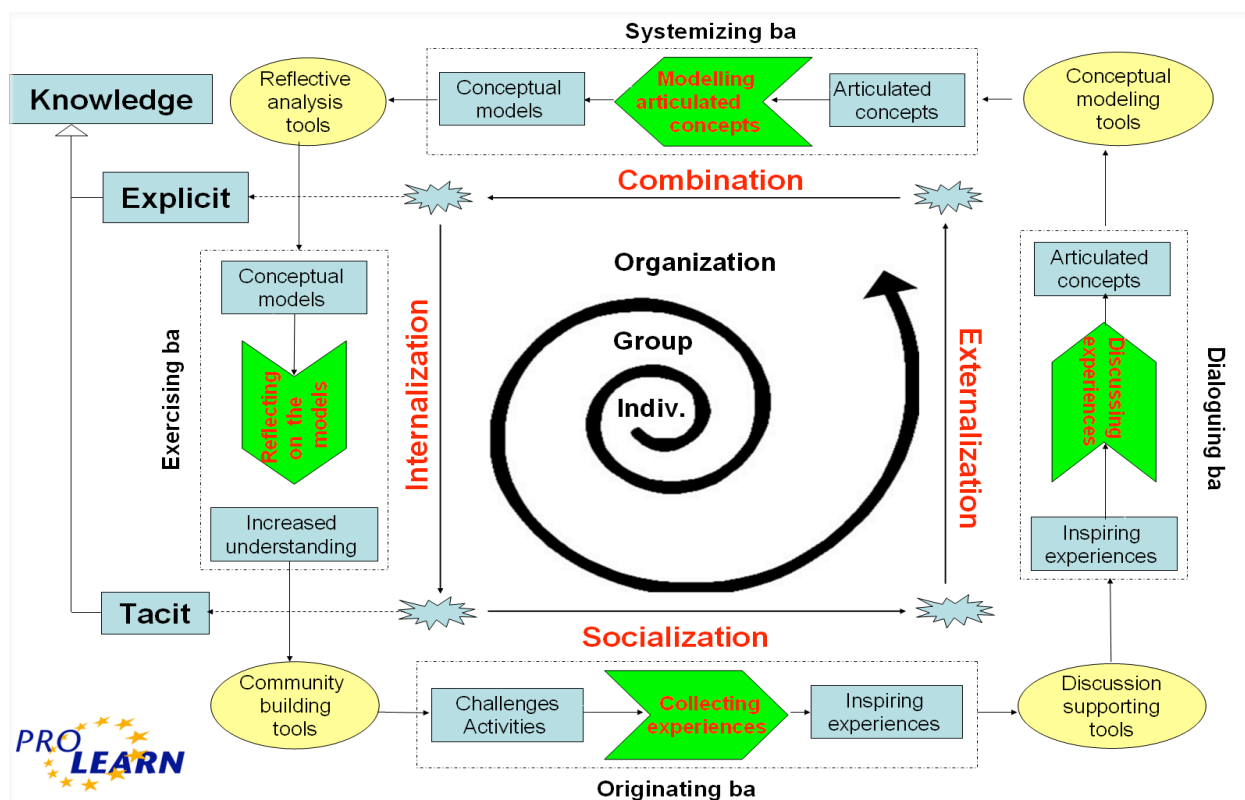 Systemizing ba
Knowledge
Reflective
analysis
tools
Conceptual
models
Modelling
articulated
concepts
Articulated
concepts
Conceptual
modeling
tools
Explicit
Combination
Exercising ba
Conceptual
models
Reflecting
on the
models
Increased
understanding
Internalization
Organization
Group
Indiv.
Externalization
Articulated
concepts
Discussing
experiences
Inspiring
experiences
Dialoguing ba
Tacit
Socialization
Community
building
tools
Challenges
Activities
Collecting
experiences
Inspiring
experiences
Discussion
supporting
tools
Originating ba
PRO
LEARN